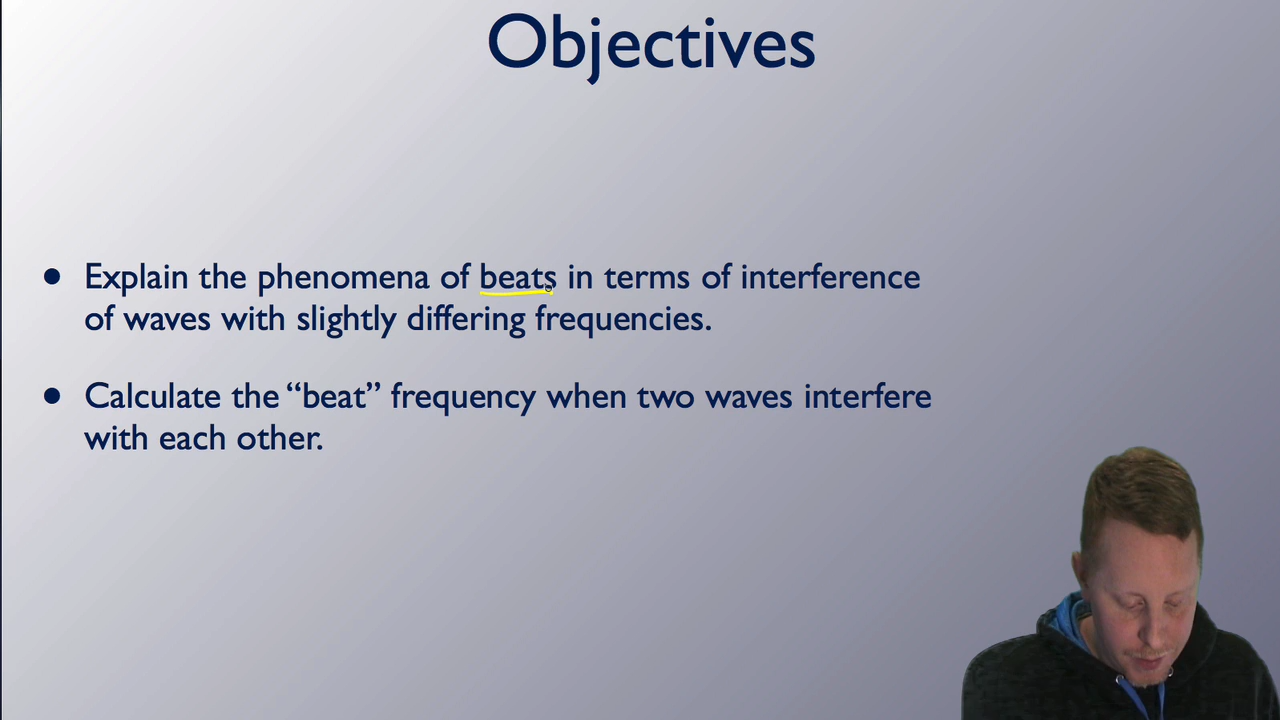 Objectives
• Explain the phenomena of beats in terms of interference
of waves with slightly differing frequencies.
• Calculate the “beat” frequency when two waves interfere
with each other.